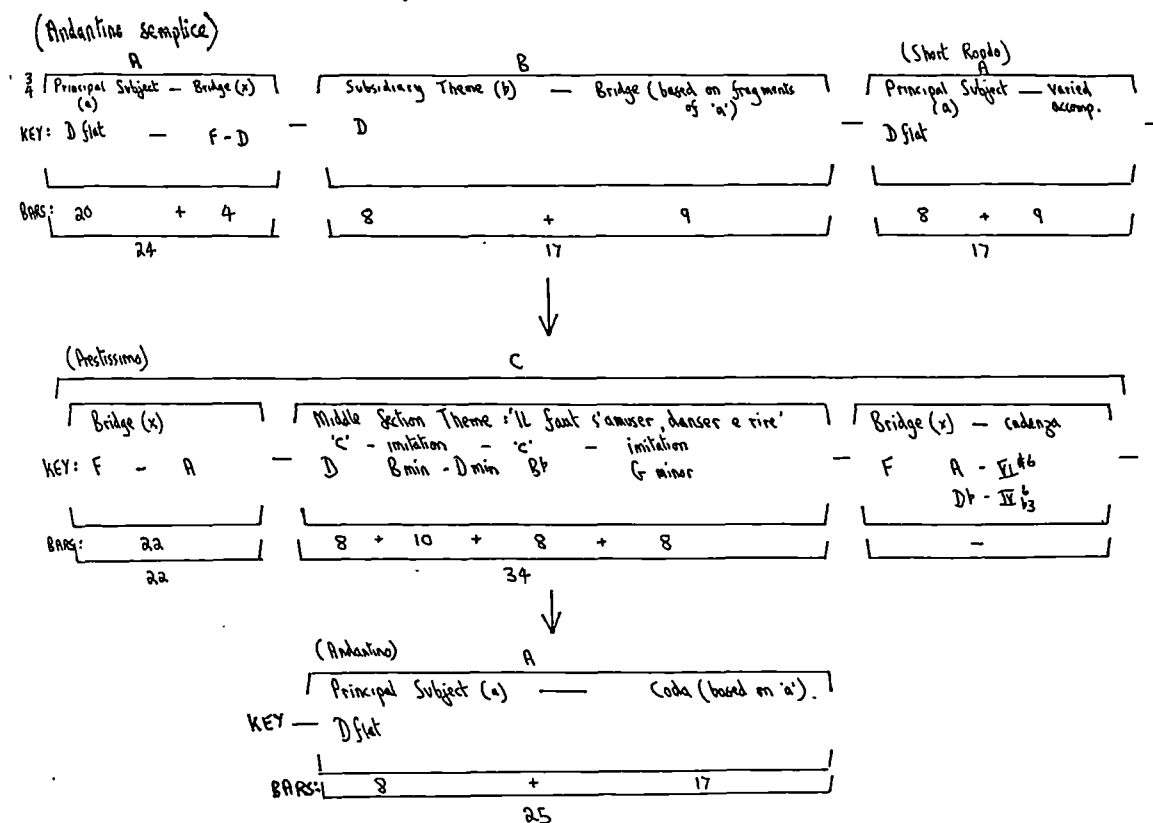 (Andantino semplice)
A
B
(Short Rondo)
A
3/4 Principal Subject — Bridge (x)
(a)
Subsidiary Theme (b) — Bridge (based on fragments
of 'a')
Principal Subject — varied
(a) accomp.
KEY: D flat — F - D
D
D flat
BARS: 20 + 4
8 + 9
8 + 9
24
17
17
(Prestissimo)
C
Bridge (x)
Middle Section Theme: 'IL faut s'amuser, danser e rire'
'C' - imitation - 'C' - imitation
Bridge (x) — cadenza
KEY: F - A
D Bmin - Dmin B♭ G minor
F A - VI #6
D♭ - IV 6 ♭3
BARS: 22
8 + 10 + 8 + 8
-
22
34
(Andantino)
A
Principal Subject (a) — Coda (based on 'a').
KEY — D flat
BARS: 8 + 17
25